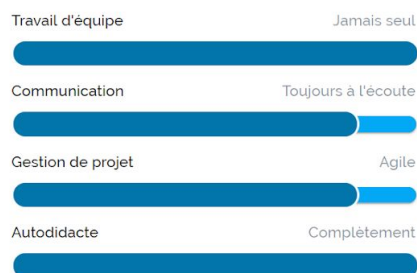 Travail d'équipe Jamais seul
Communication Toujours à l'écoute
Gestion de projet Agile
Autodidacte Complètement